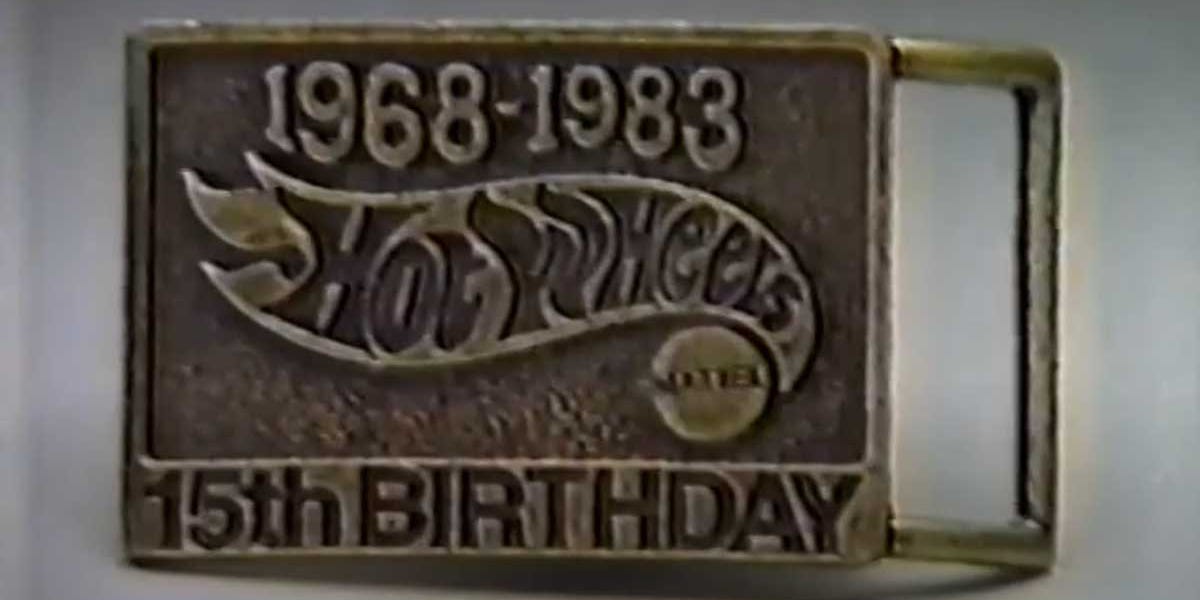 1968-1983
HOT WHEELS
15th BIRTHDAY